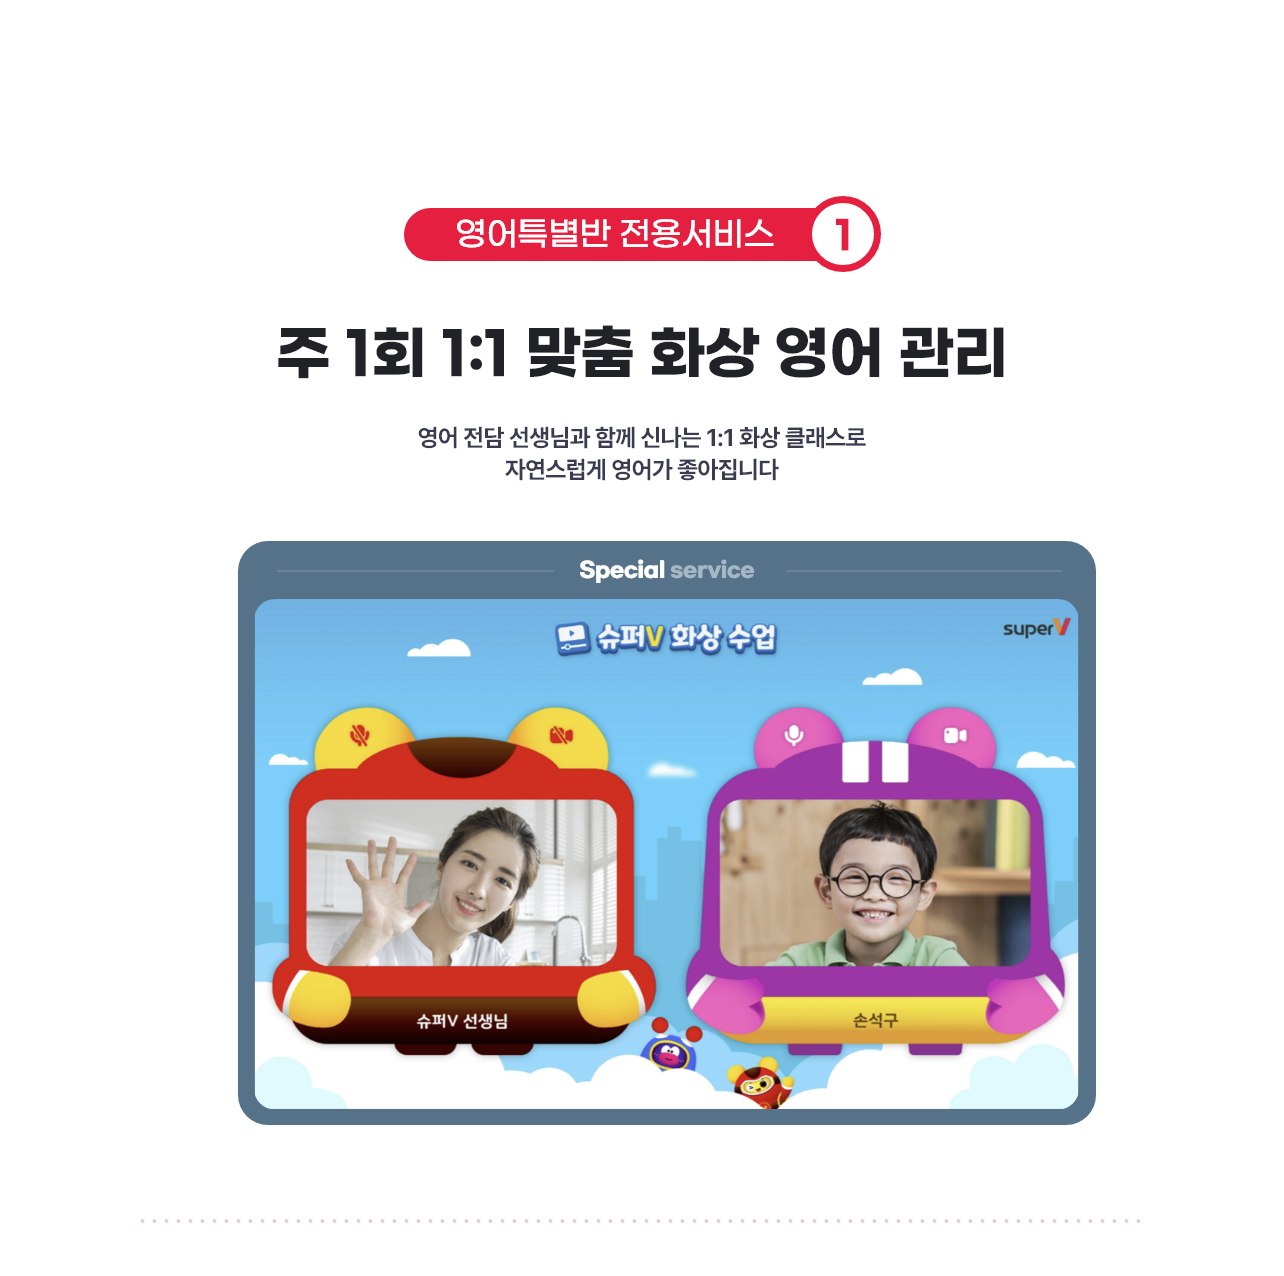 영어특별반 전용서비스 1
주 1회 1:1 맞춤 화상 영어 관리
영어 전담 선생님과 함께 신나는 1:1 화상 클래스로
자연스럽게 영어가 좋아집니다
Special service
슈퍼V 화상 수업
superV
슈퍼V 선생님
손석구